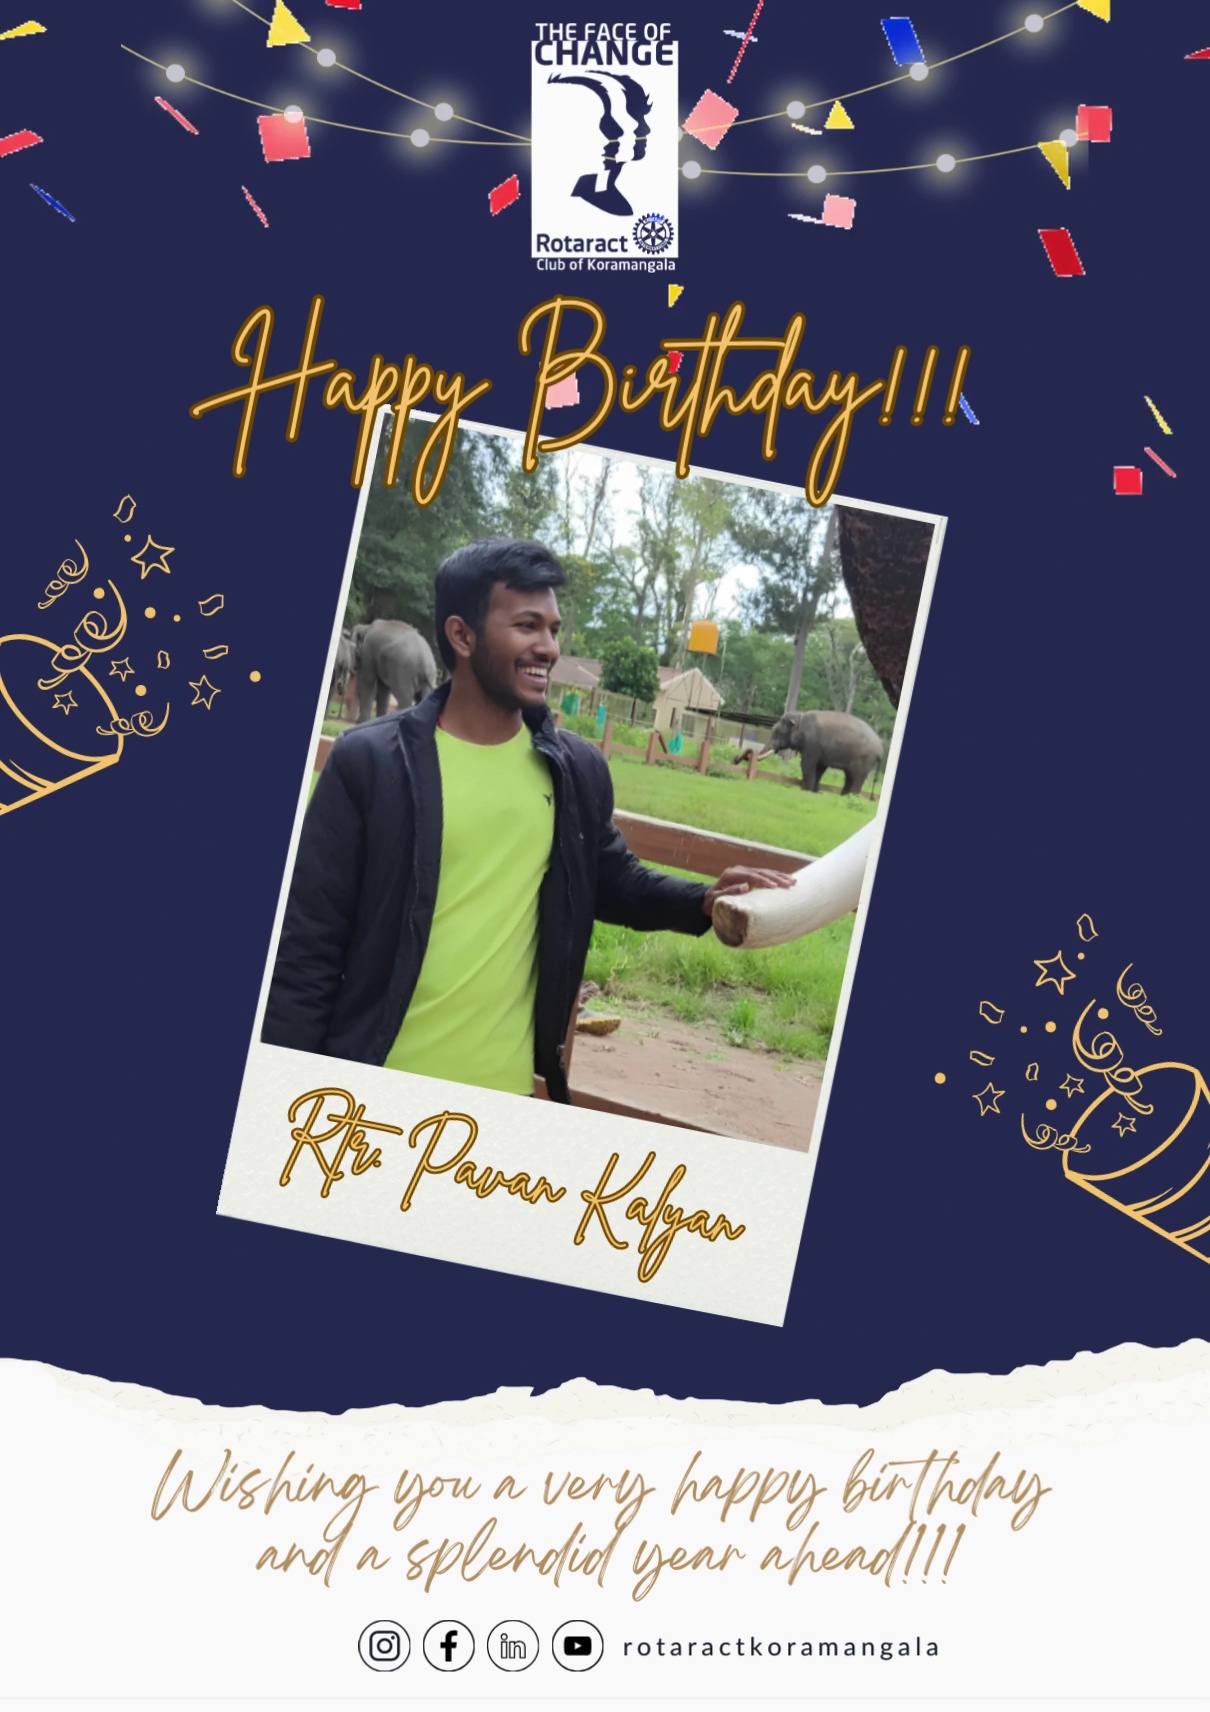 THE FACE OF
CHANGE
Rotaract
Club of Koramangala
Happy Birthday!!!
Rtr. Pavan Kalyan
Wishing you a very happy birthday
and a splendid year ahead!!!
in rotaractkoramangala